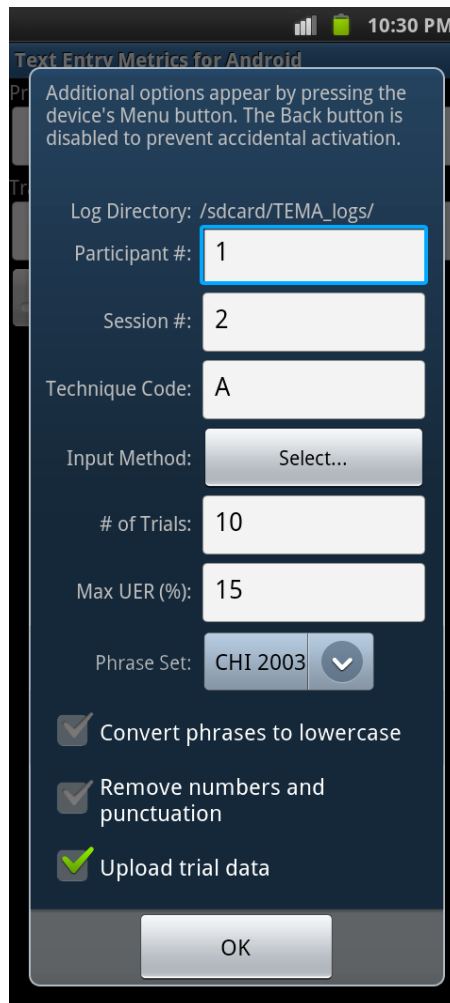 10:30 PM
Text Entry Metrics for Android
Pr
Additional options appear by pressing the
device's Menu button. The Back button is
disabled to prevent accidental activation.
Tr
Log Directory: /sdcard/TEMA_logs/
Participant #: 1
Session #: 2
Technique Code: A
Input Method: Select...
# of Trials: 10
Max UER (%): 15
Phrase Set: CHI 2003
Convert phrases to lowercase
Remove numbers and
punctuation
Upload trial data
OK